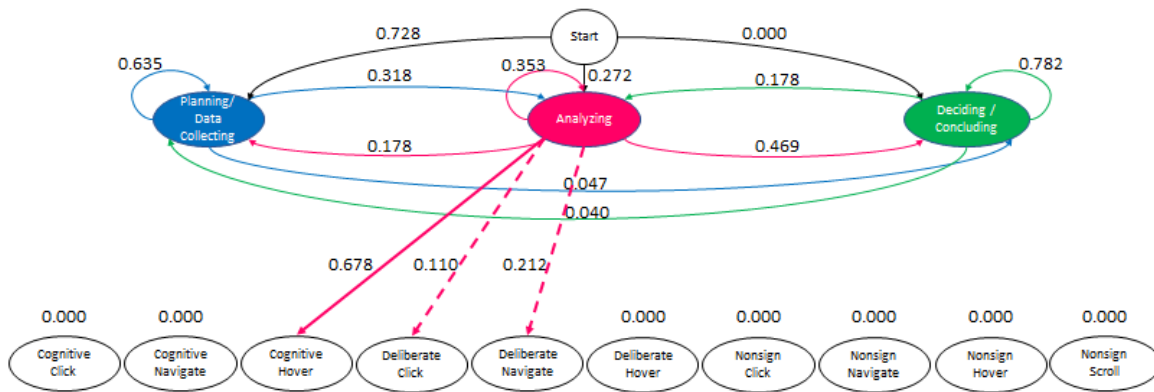 Start
0.728
0.000
0.635
0.318
0.353
0.272
0.178
0.782
Planning/
Data
Collecting
Analyzing
Deciding /
Concluding
0.178
0.469
0.047
0.040
0.678
0.110
0.212
0.000
0.000
0.000
0.000
0.000
0.000
0.000
Cognitive
Click
Cognitive
Navigate
Cognitive
Hover
Deliberate
Click
Deliberate
Navigate
Deliberate
Hover
Nonsign
Click
Nonsign
Navigate
Nonsign
Hover
Nonsign
Scroll